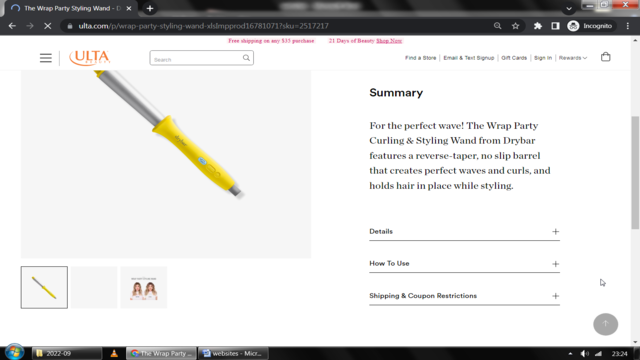 The Wrap Party Styling Wand - D
ulta.com/p/wrap-party-styling-wand-xlsImpprod16781071?sku=2517217
Incognito
Free shipping on any $35 purchase 21 Days of Beauty Shop Now!
ULTA
BEAUTY
Search
Find a Store
Email & Text Signup
Gift Cards
Sign In
Rewards
Summary
For the perfect wave! The Wrap Party
Curling & Styling Wand from Drybar
features a reverse-taper, no slip barrel
that creates perfect waves and curls, and
holds hair in place while styling.
Details
How To Use
Shipping & Coupon Restrictions
2022-09
The Wrap Party ...
websites - Micr...
23:24